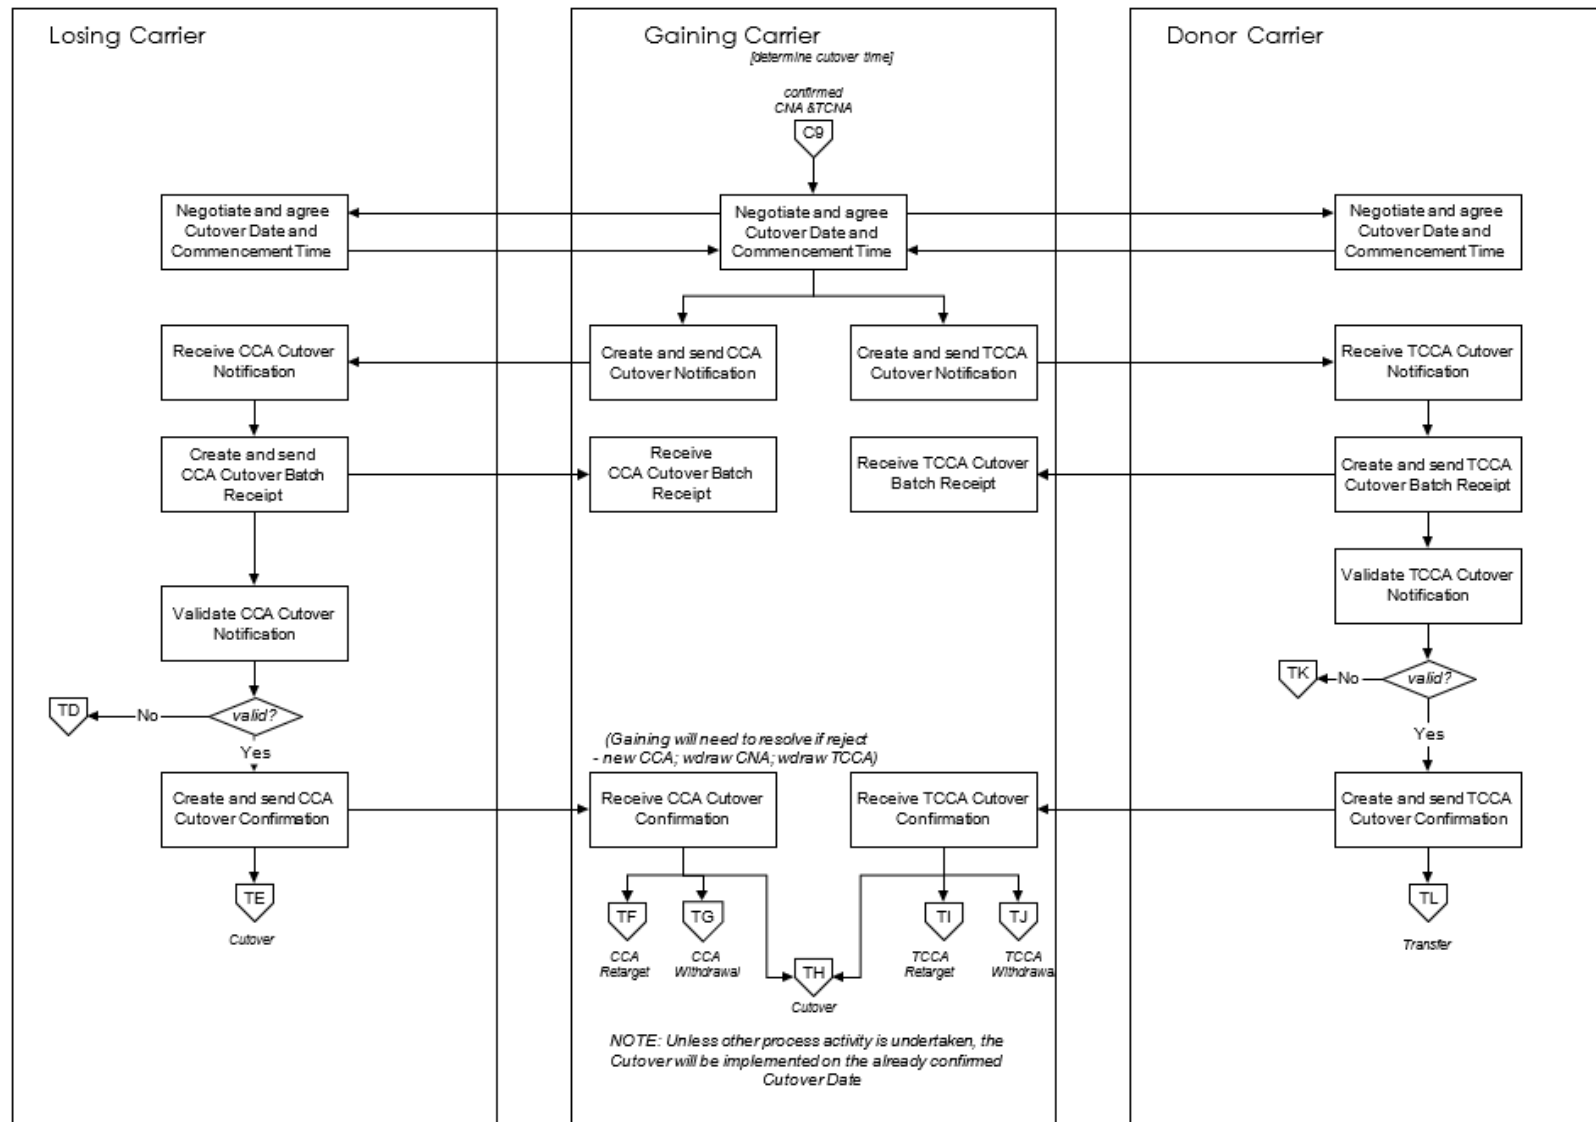 Losing Carrier
Gaining Carrier
Donor Carrier
[determine cutover time]
confirmed
CNA &TCNA
C9
Negotiate and agree
Cutover Date and
Commencement Time
Negotiate and agree
Cutover Date and
Commencement Time
Negotiate and agree
Cutover Date and
Commencement Time
Receive CCA Cutover
Notification
Create and send CCA
Cutover Notification
Create and send TCCA
Cutover Notification
Receive TCCA Cutover
Notification
Create and send
CCA Cutover Batch
Receipt
Receive
CCA Cutover Batch
Receipt
Receive TCCA Cutover
Batch Receipt
Create and send TCCA
Cutover Batch Receipt
Validate CCA Cutover
Notification
Validate TCCA Cutover
Notification
TK
No
valid?
TD
No
valid?
Yes
Yes
(Gaining will need to resolve if reject
- new CCA; wdraw CNA; wdraw TCCA)
Create and send CCA
Cutover Confirmation
Receive CCA Cutover
Confirmation
Receive TCCA Cutover
Confirmation
Create and send TCCA
Cutover Confirmation
TE
Cutover
TF
CCA
Retarget
TG
CCA
Withdrawal
TH
Cutover
TI
TCCA
Retarget
TJ
TCCA
Withdrawal
TL
Transfer
NOTE: Unless other process activity is undertaken, the
Cutover will be implemented on the already confirmed
Cutover Date